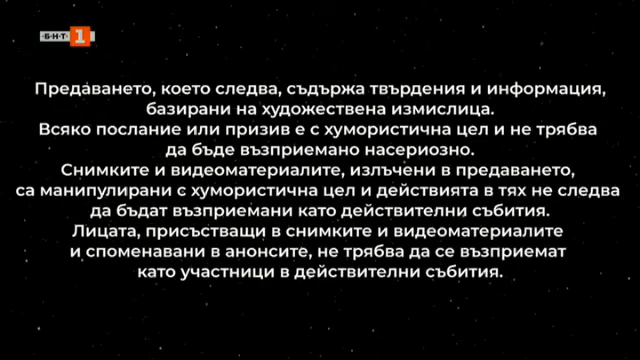 БНТ 1
Предаването, което следва, съдържа твърдения и информация,
базирани на художествена измислица.
Всяко послание или призив е с хумористична цел и не трябва
да бъде възприемано насериозно.
Снимките и видеоматериалите, излъчени в предаването,
са манипулирани с хумористична цел и действията в тях не следва
да бъдат възприемани като действителни събития.
Лицата, присъстващи в снимките и видеоматериалите
и споменавани в анонсите, не трябва да се възприемат
като участници в действителни събития.